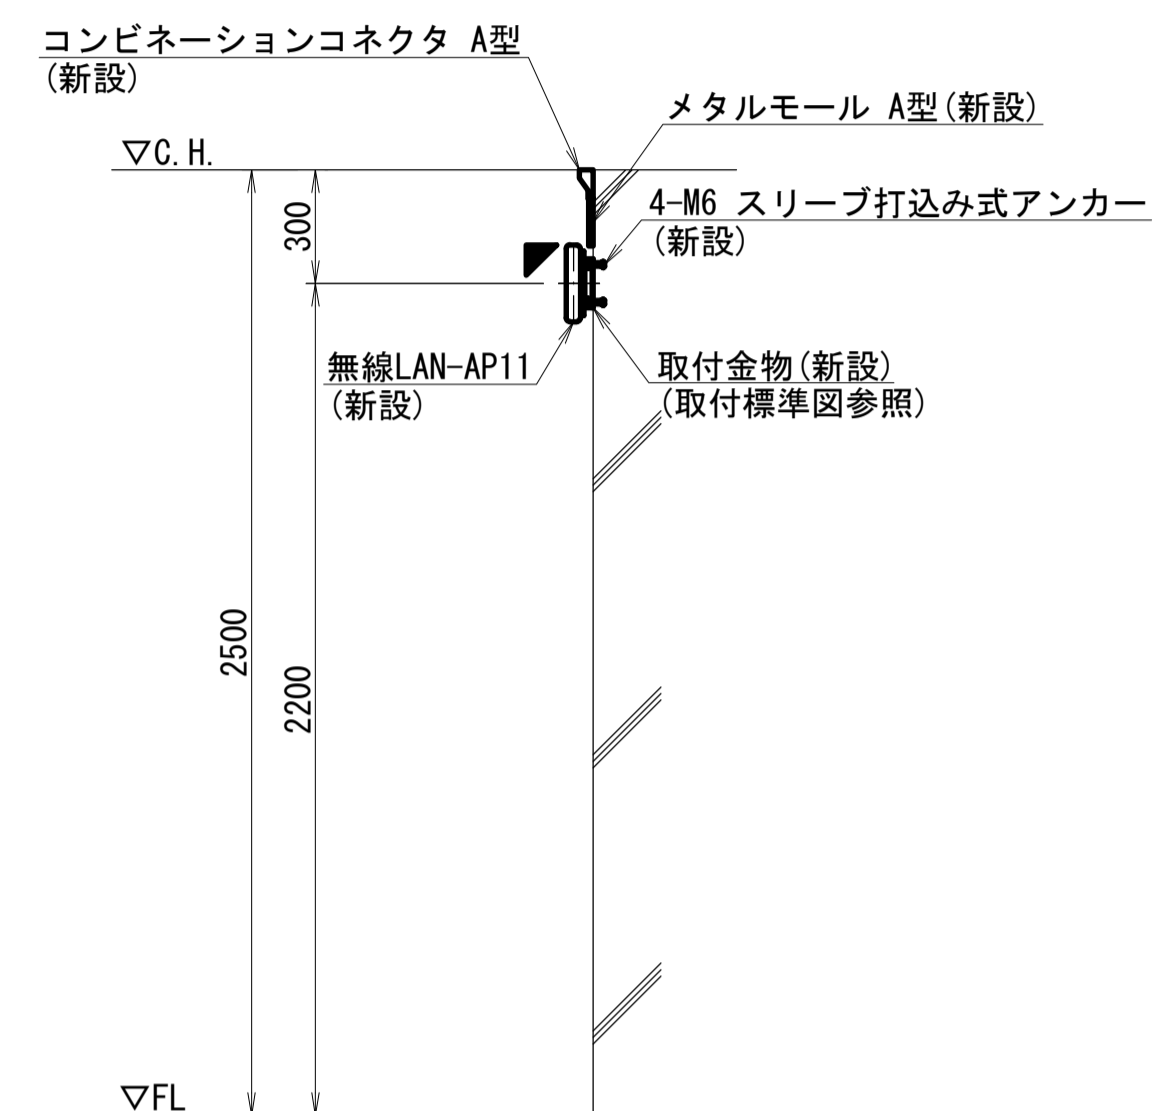 コンビネーションコネクタ A型
(新設)
メタルモール A型(新設)
▽C.H.
4-M6 スリーブ打込み式アンカー
(新設)
300
無線LAN-AP11
(新設)
取付金物(新設)
(取付標準図参照)
2500
2200
▽FL